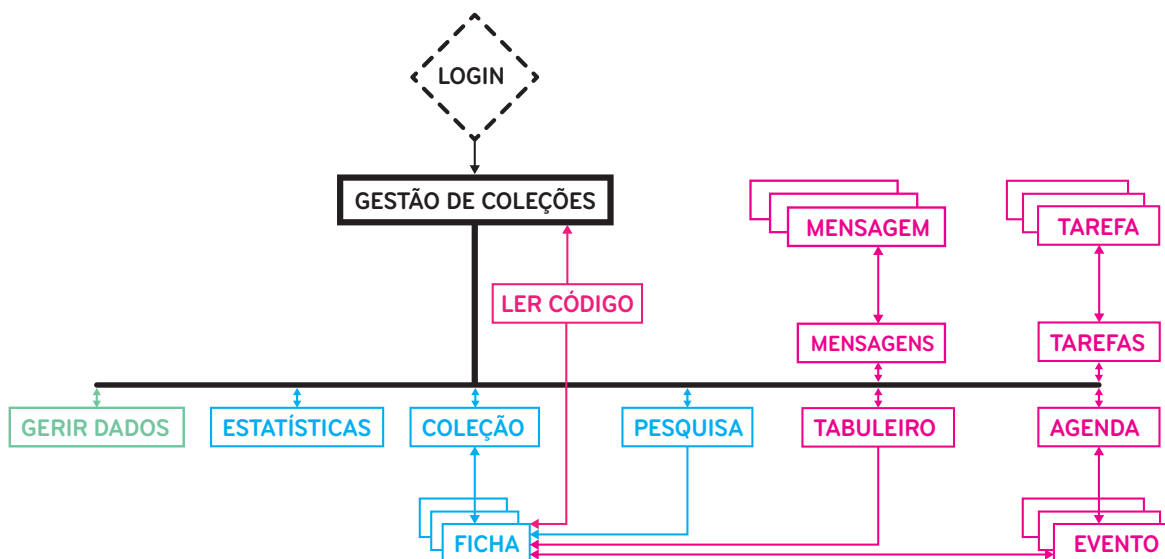 LOGIN
GESTÃO DE COLEÇÕES
MENSAGEM
TAREFA
LER CÓDIGO
MENSAGENS
TAREFAS
GERIR DADOS
ESTATÍSTICAS
COLEÇÃO
PESQUISA
TABULEIRO
AGENDA
FICHA
EVENTO